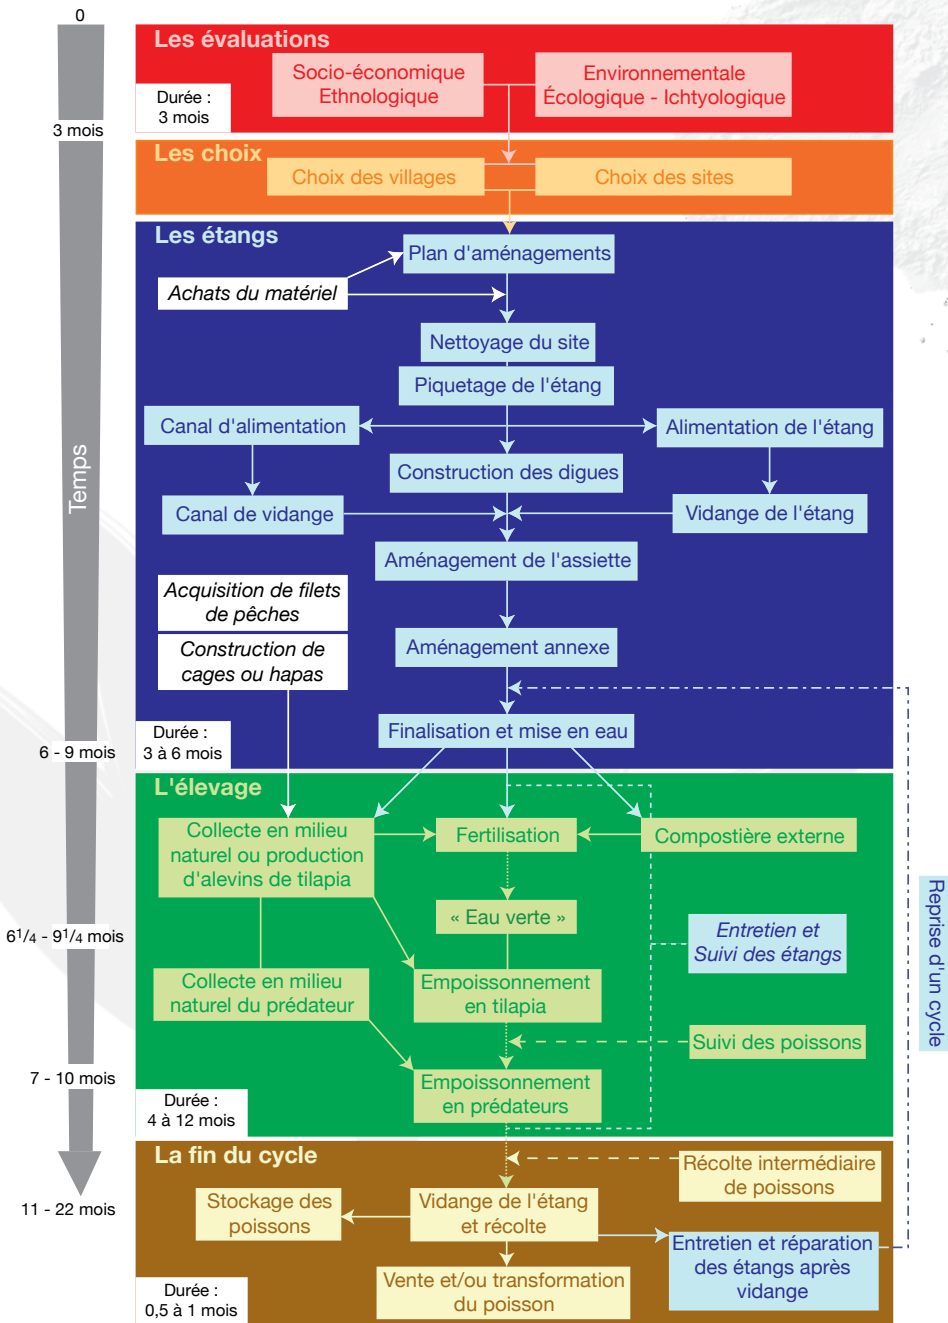 0
Les évaluations
Socio-économique
Ethnologique
Environnementale
Écologique - Ichtyologique
Durée :
3 mois
3 mois
Les choix
Choix des villages
Choix des sites
Les étangs
Plan d'aménagements
Achats du matériel
Nettoyage du site
Piquetage de l'étang
Canal d'alimentation
Alimentation de l'étang
Temps
Construction des digues
Canal de vidange
Vidange de l'étang
Aménagement de l'assiette
Acquisition de filets
de pêches
Construction de
cages ou hapas
Aménagement annexe
Finalisation et mise en eau
Durée :
3 à 6 mois
6 - 9 mois
L'élevage
Collecte en milieu
naturel ou production
d'alevins de tilapia
Fertilisation
Compostière externe
« Eau verte »
6 1/4 - 9 1/4 mois
Entretien et
Suivi des étangs
Reprise d'un cycle
Collecte en milieu
naturel du prédateur
Empoissonnement
en tilapia
Suivi des poissons
7 - 10 mois
Empoissonnement
en prédateurs
Durée :
4 à 12 mois
La fin du cycle
Récolte intermédiaire
de poissons
11 - 22 mois
Stockage des
poissons
Vidange de l'étang
et récolte
Entretien et réparation
des étangs après
vidange
Vente et/ou transformation
du poisson
Durée :
0,5 à 1 mois